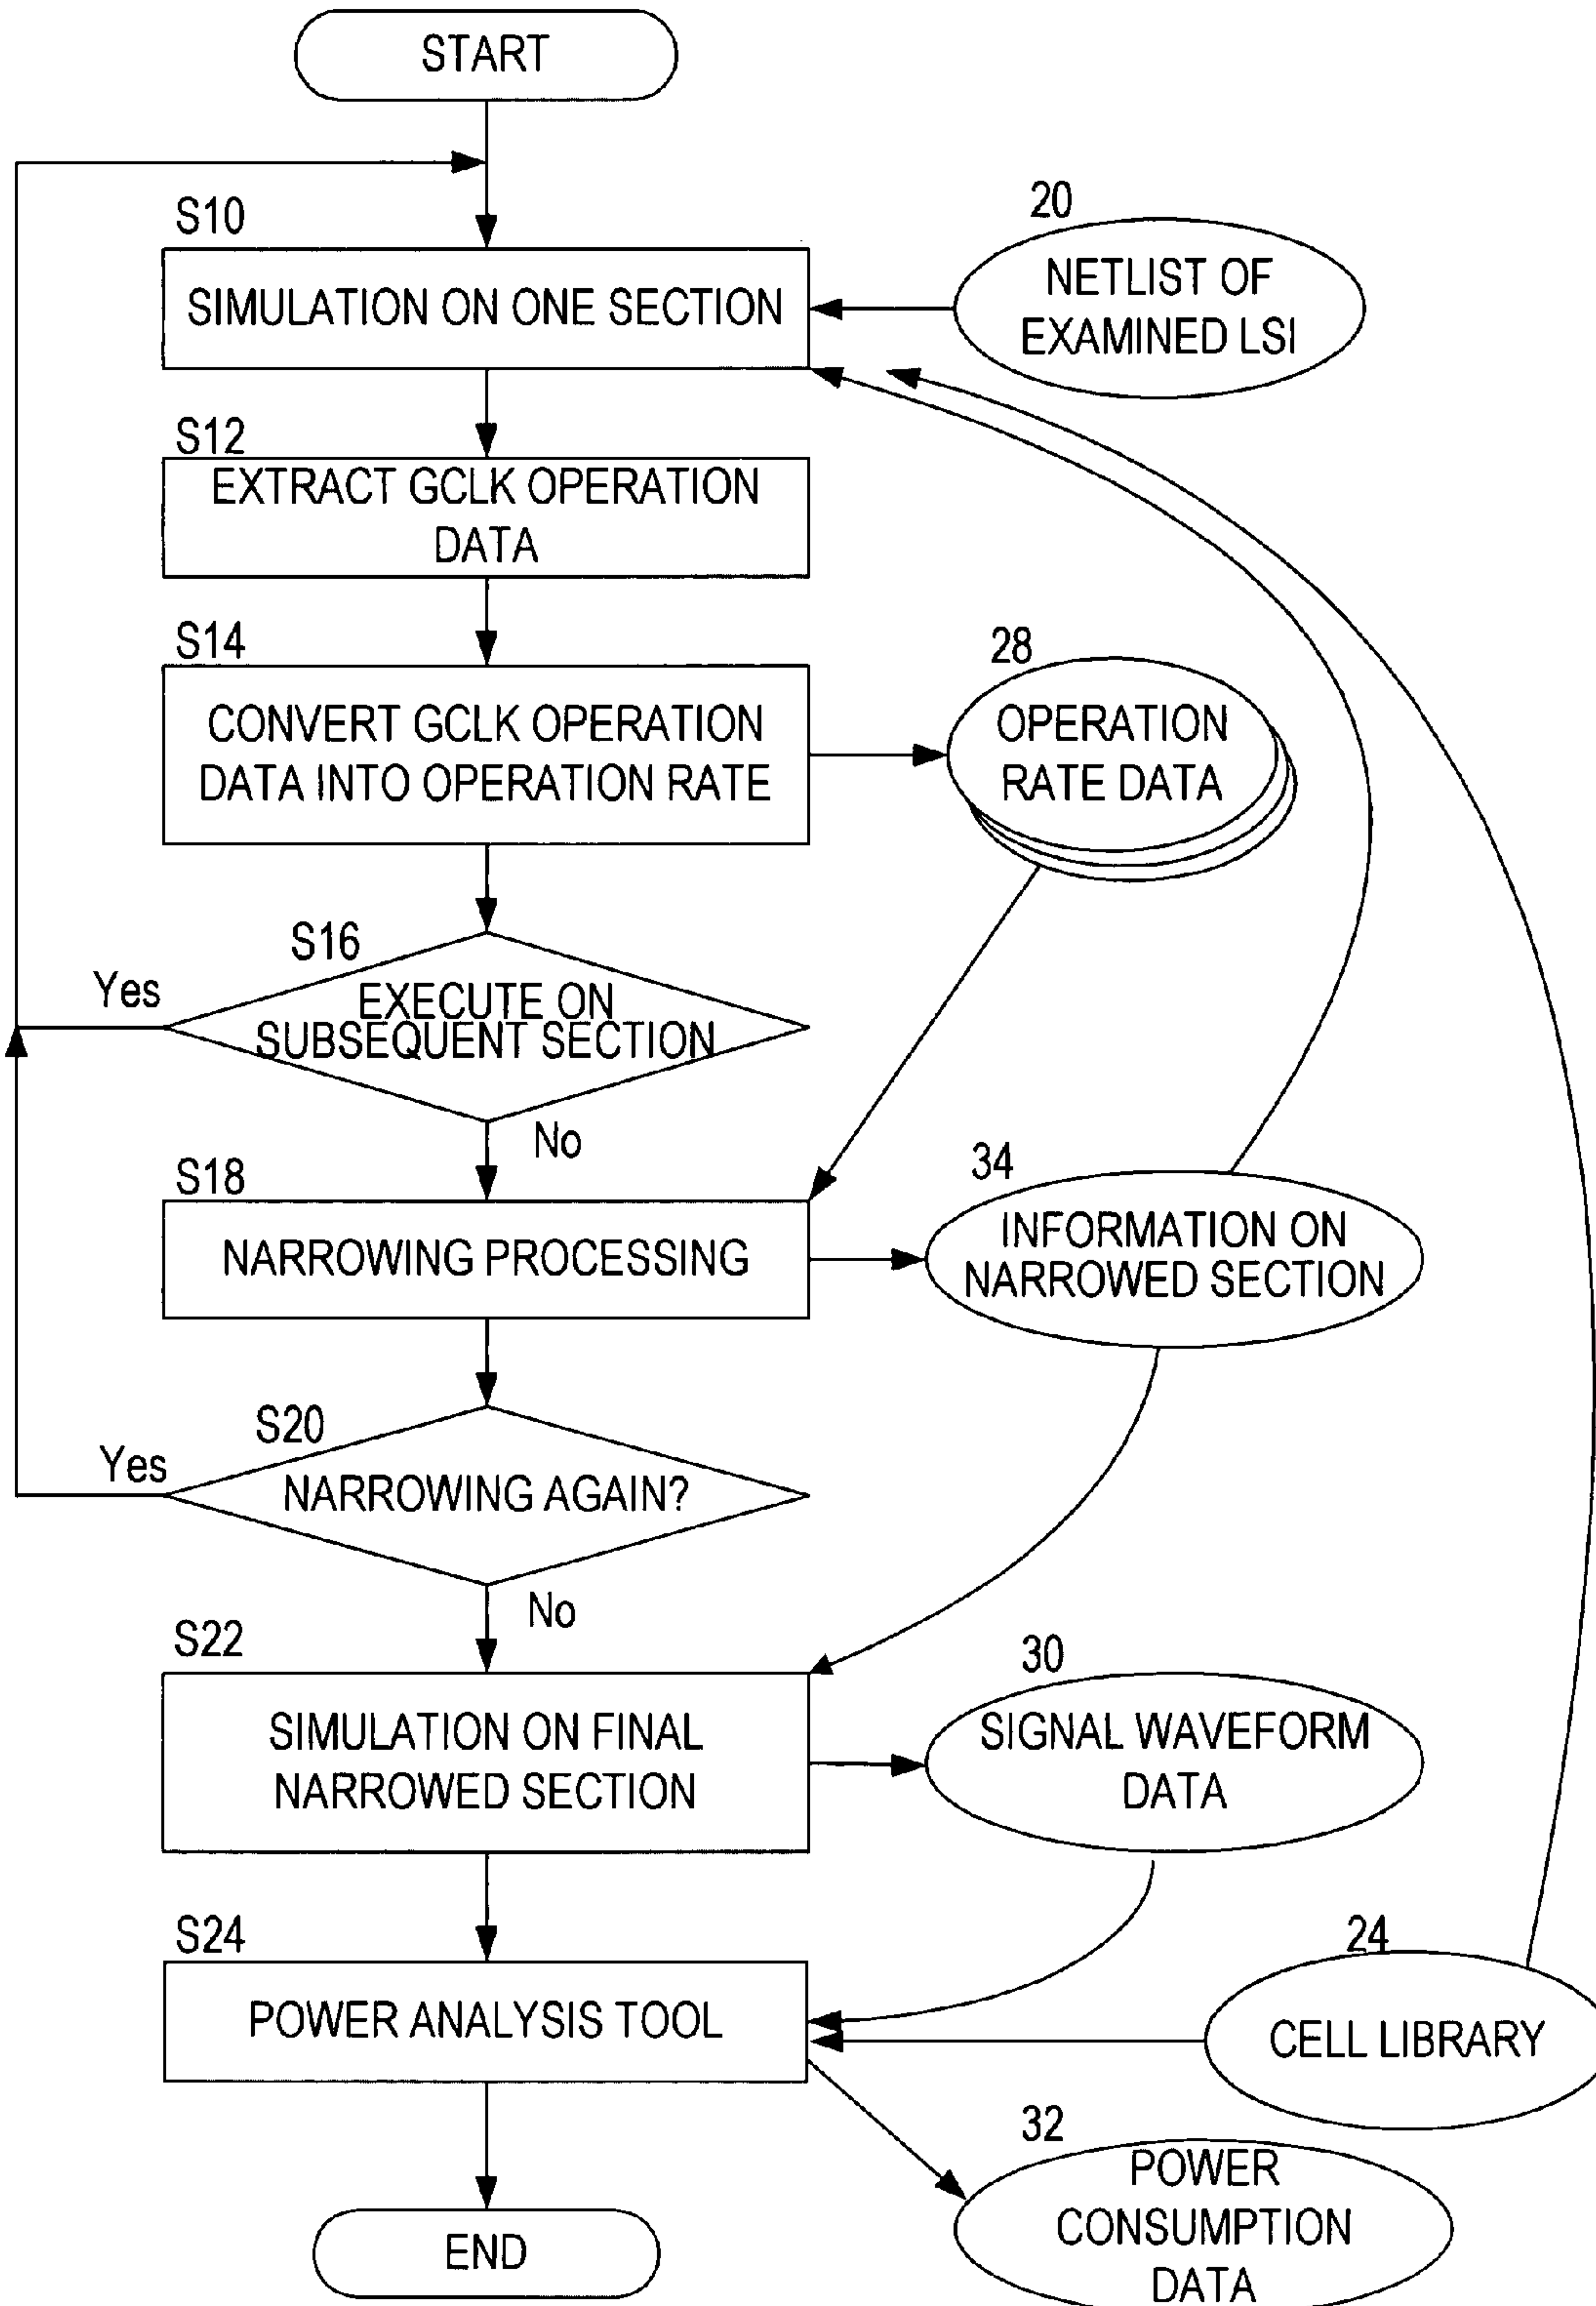 START
S10
SIMULATION ON ONE SECTION
20
NETLIST OF
EXAMINED LSI
S12
EXTRACT GCLK OPERATION
DATA
S14
CONVERT GCLK OPERATION
DATA INTO OPERATION RATE
28
OPERATION
RATE DATA
S16
EXECUTE ON
SUBSEQUENT SECTION
Yes
No
S18
NARROWING PROCESSING
34
INFORMATION ON
NARROWED SECTION
S20
NARROWING AGAIN?
Yes
No
S22
SIMULATION ON FINAL
NARROWED SECTION
30
SIGNAL WAVEFORM
DATA
S24
POWER ANALYSIS TOOL
24
CELL LIBRARY
32
POWER
CONSUMPTION
DATA
END